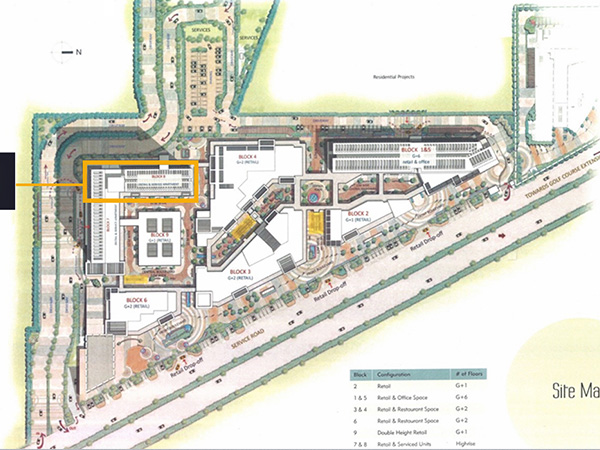 SERVICES
SERVICES
N
Residential Projects
BLOCK 4
G+2 (RETAIL)
BLOCK 1&5
G+6
retail & office
BLOCK 8
BLOCK 9
G+1 (RETAIL)
BLOCK 2
G+1 (RETAIL)
TOWARDS GOLF COURSE EXTEN
BLOCK 3
G+2 (RETAIL)
BLOCK 6
G+2 (RETAIL)
Retail Drop-off
Retail Drop-off
SERVICE ROAD
Retail Drop-off
Block Configuration # of Floors
2 Retail G+1
1 & 5 Retail & Office Space G+6
3 & 4 Retail & Restaurant Space G+2
6 Retail & Restaurant Space G+2
9 Double Height Retail G+1
7 & 8 Retail & Serviced Units Highrise
Site Ma